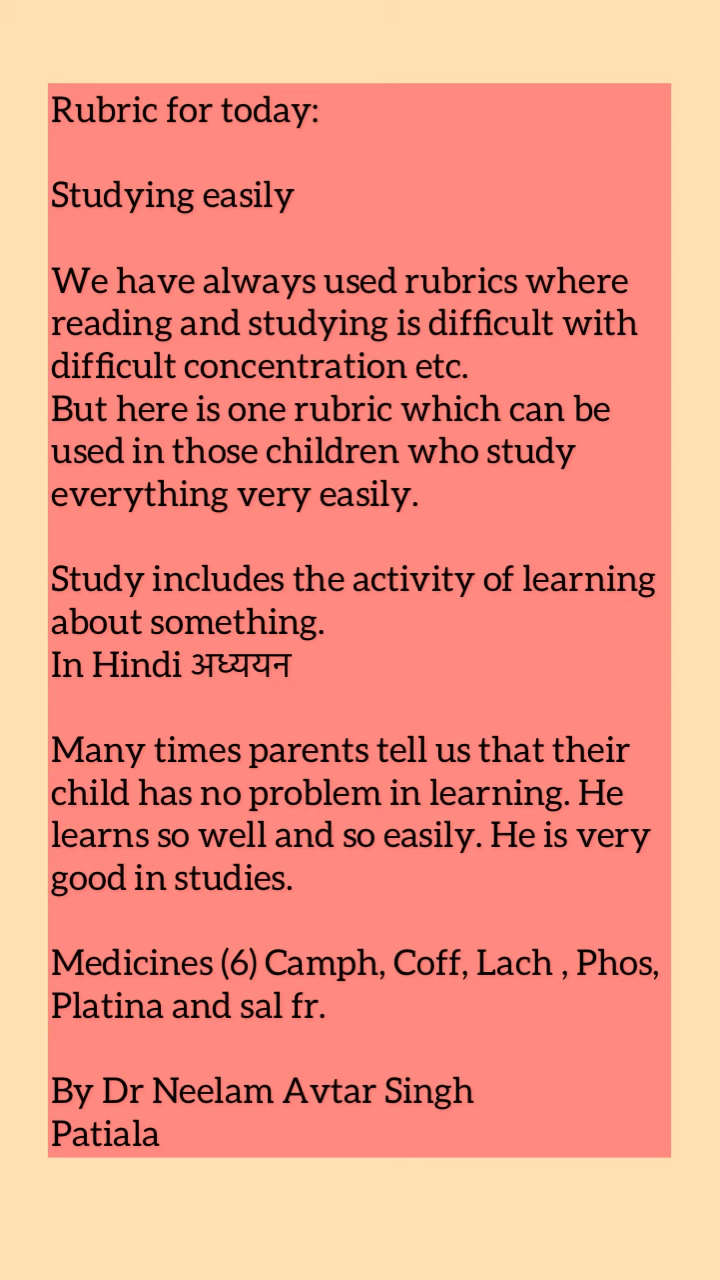 Rubric for today:
Studying easily
We have always used rubrics where
reading and studying is difficult with
difficult concentration etc.
But here is one rubric which can be
used in those children who study
everything very easily.
Study includes the activity of learning
about something.
In Hindi अध्ययन
Many times parents tell us that their
child has no problem in learning. He
learns so well and so easily. He is very
good in studies.
Medicines (6) Camph, Coff, Lach , Phos,
Platina and sal fr.
By Dr Neelam Avtar Singh
Patiala